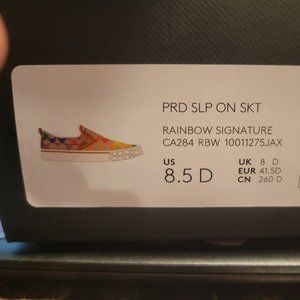 PRD SLP ON SKT
RAINBOW SIGNATURE
CA284 RBW 10011275JAX
US
8.5 D
UK 8 D
EUR 41.5D
CN 260 D